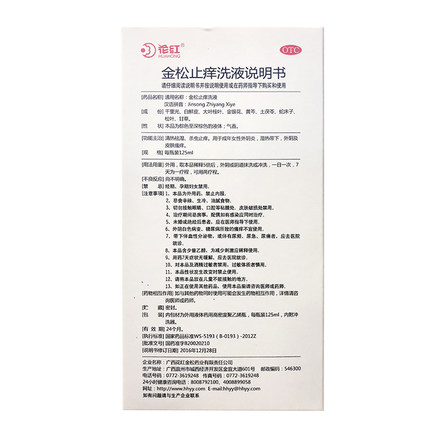 花红
HUAHONG
OTC
金松止痒洗液说明书
请仔细阅读说明书并按说明使用或在药师指导下购买和使用
[药品名称] 通用名称:金松止痒洗液
汉语拼音:Jinsong Zhiyang Xiye
[成 份] 千里光、白鲜皮、大叶桉叶、金银花、黄芩、土茯苓、蛇床子、
松叶、甘草。
[性 状] 本品为棕色至深棕色的液体;气香。
[功能主治] 清热祛湿,杀虫止痒。用于成年女性外阴炎,湿热带下,外阴及
皮肤瘙痒。
[规 格] 每瓶装125ml
[用法用量] 外用,取本品稀释5倍后,外阴或阴道抹洗或冲洗,一日一次,7
天为一疗程,可用两疗程。
[不良反应] 尚不明确。
[禁 忌] 经期、孕期妇女禁用。
[注意事项] 1. 本品为外用药,禁止内服。
2. 忌食辛辣、生冷、油腻食物。
3. 切勿接触眼睛、口腔等粘膜处。皮肤破损处禁用。
4. 治疗期间忌房事,配偶如有感染应同时治疗。
5. 未婚或绝经后患者,应在医师指导下使用。
6. 外阴白色病变、糖尿病所致的瘙痒不宜使用。
7. 带下伴血性分泌物,或伴有尿频、尿急、尿痛者,应去医院
就诊。
8. 本品含少量乙醇,为减少刺激应稀释使用。
9. 用药7天症状无缓解,应去医院就诊。
10. 对本品及酒精过敏者禁用,过敏体质者慎用。
11. 本品性状发生改变时禁止使用。
12. 请将本品放在儿童不能接触的地方。
13. 如正在使用其他药品,使用本品前请咨询医师或药师。
[药物相互作用] 如与其他药物同时使用可能会发生药物相互作用,详情请咨
询医师或药师。
[贮 藏] 密封。
[包 装] 内包材为外用液体药用高密度聚乙烯瓶,每瓶装125ml,内附冲
洗器。
[有 效 期] 24个月。
[执行标准] 国家药品标准WS-5193(B-0193)-2012Z
[批准文号] 国药准字B20020210
[说明书修订日期] 2016年12月28日
企业名称:广西花红金松药业有限责任公司
生产地址:广西柳州市城西经济开发区金宜大道601号 邮政编码:546300
电话号码:0772-3619248 传真号码:0772-3619248
24小时健康咨询热线:8008792100、4008899058
网 址:http://www.hhyy.com E-mail:hhyy@hhyy.com
如有问题请与生产企业联系